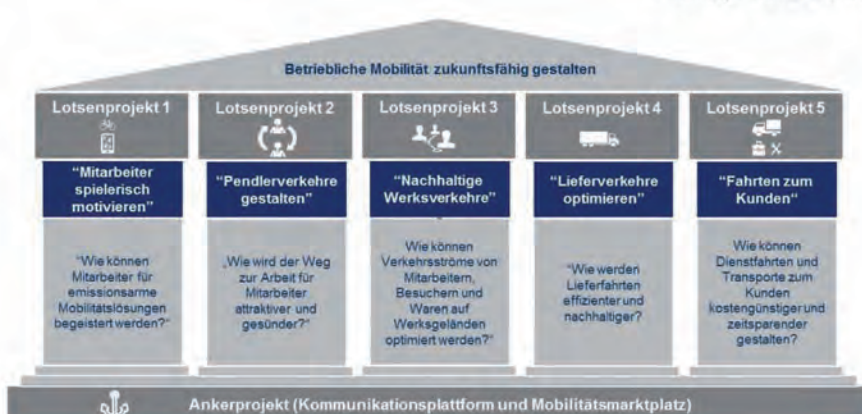 Betriebliche Mobilität zukunftsfähig gestalten
Lotsenprojekt 1
Lotsenprojekt 2
Lotsenprojekt 3
Lotsenprojekt 4
Lotsenprojekt 5
“Mitarbeiter
spielerisch
motivieren”
“Pendlerverkehre
gestalten”
“Nachhaltige
Werksverkehre”
“Lieferverkehre
optimieren”
“Fahrten zum
Kunden“
“Wie können
Mitarbeiter für
emissionsarme
Mobilitätslösungen
begeistert werden?“
„Wie wird der Weg
zur Arbeit für
Mitarbeiter
attraktiver und
gesünder?“
Wie können
Verkehrsströme von
Mitarbeitern,
Besuchern und
Waren auf
Werksgeländen
optimiert werden?“
“Wie werden
Lieferfahrten
effizienter und
nachhaltiger?
Wie können
Dienstfahrten und
Transporte zum
Kunden
kostengünstiger und
zeitsparender
gestalten?
Ankerprojekt (Kommunikationsplattform und Mobilitätsmarktplatz)